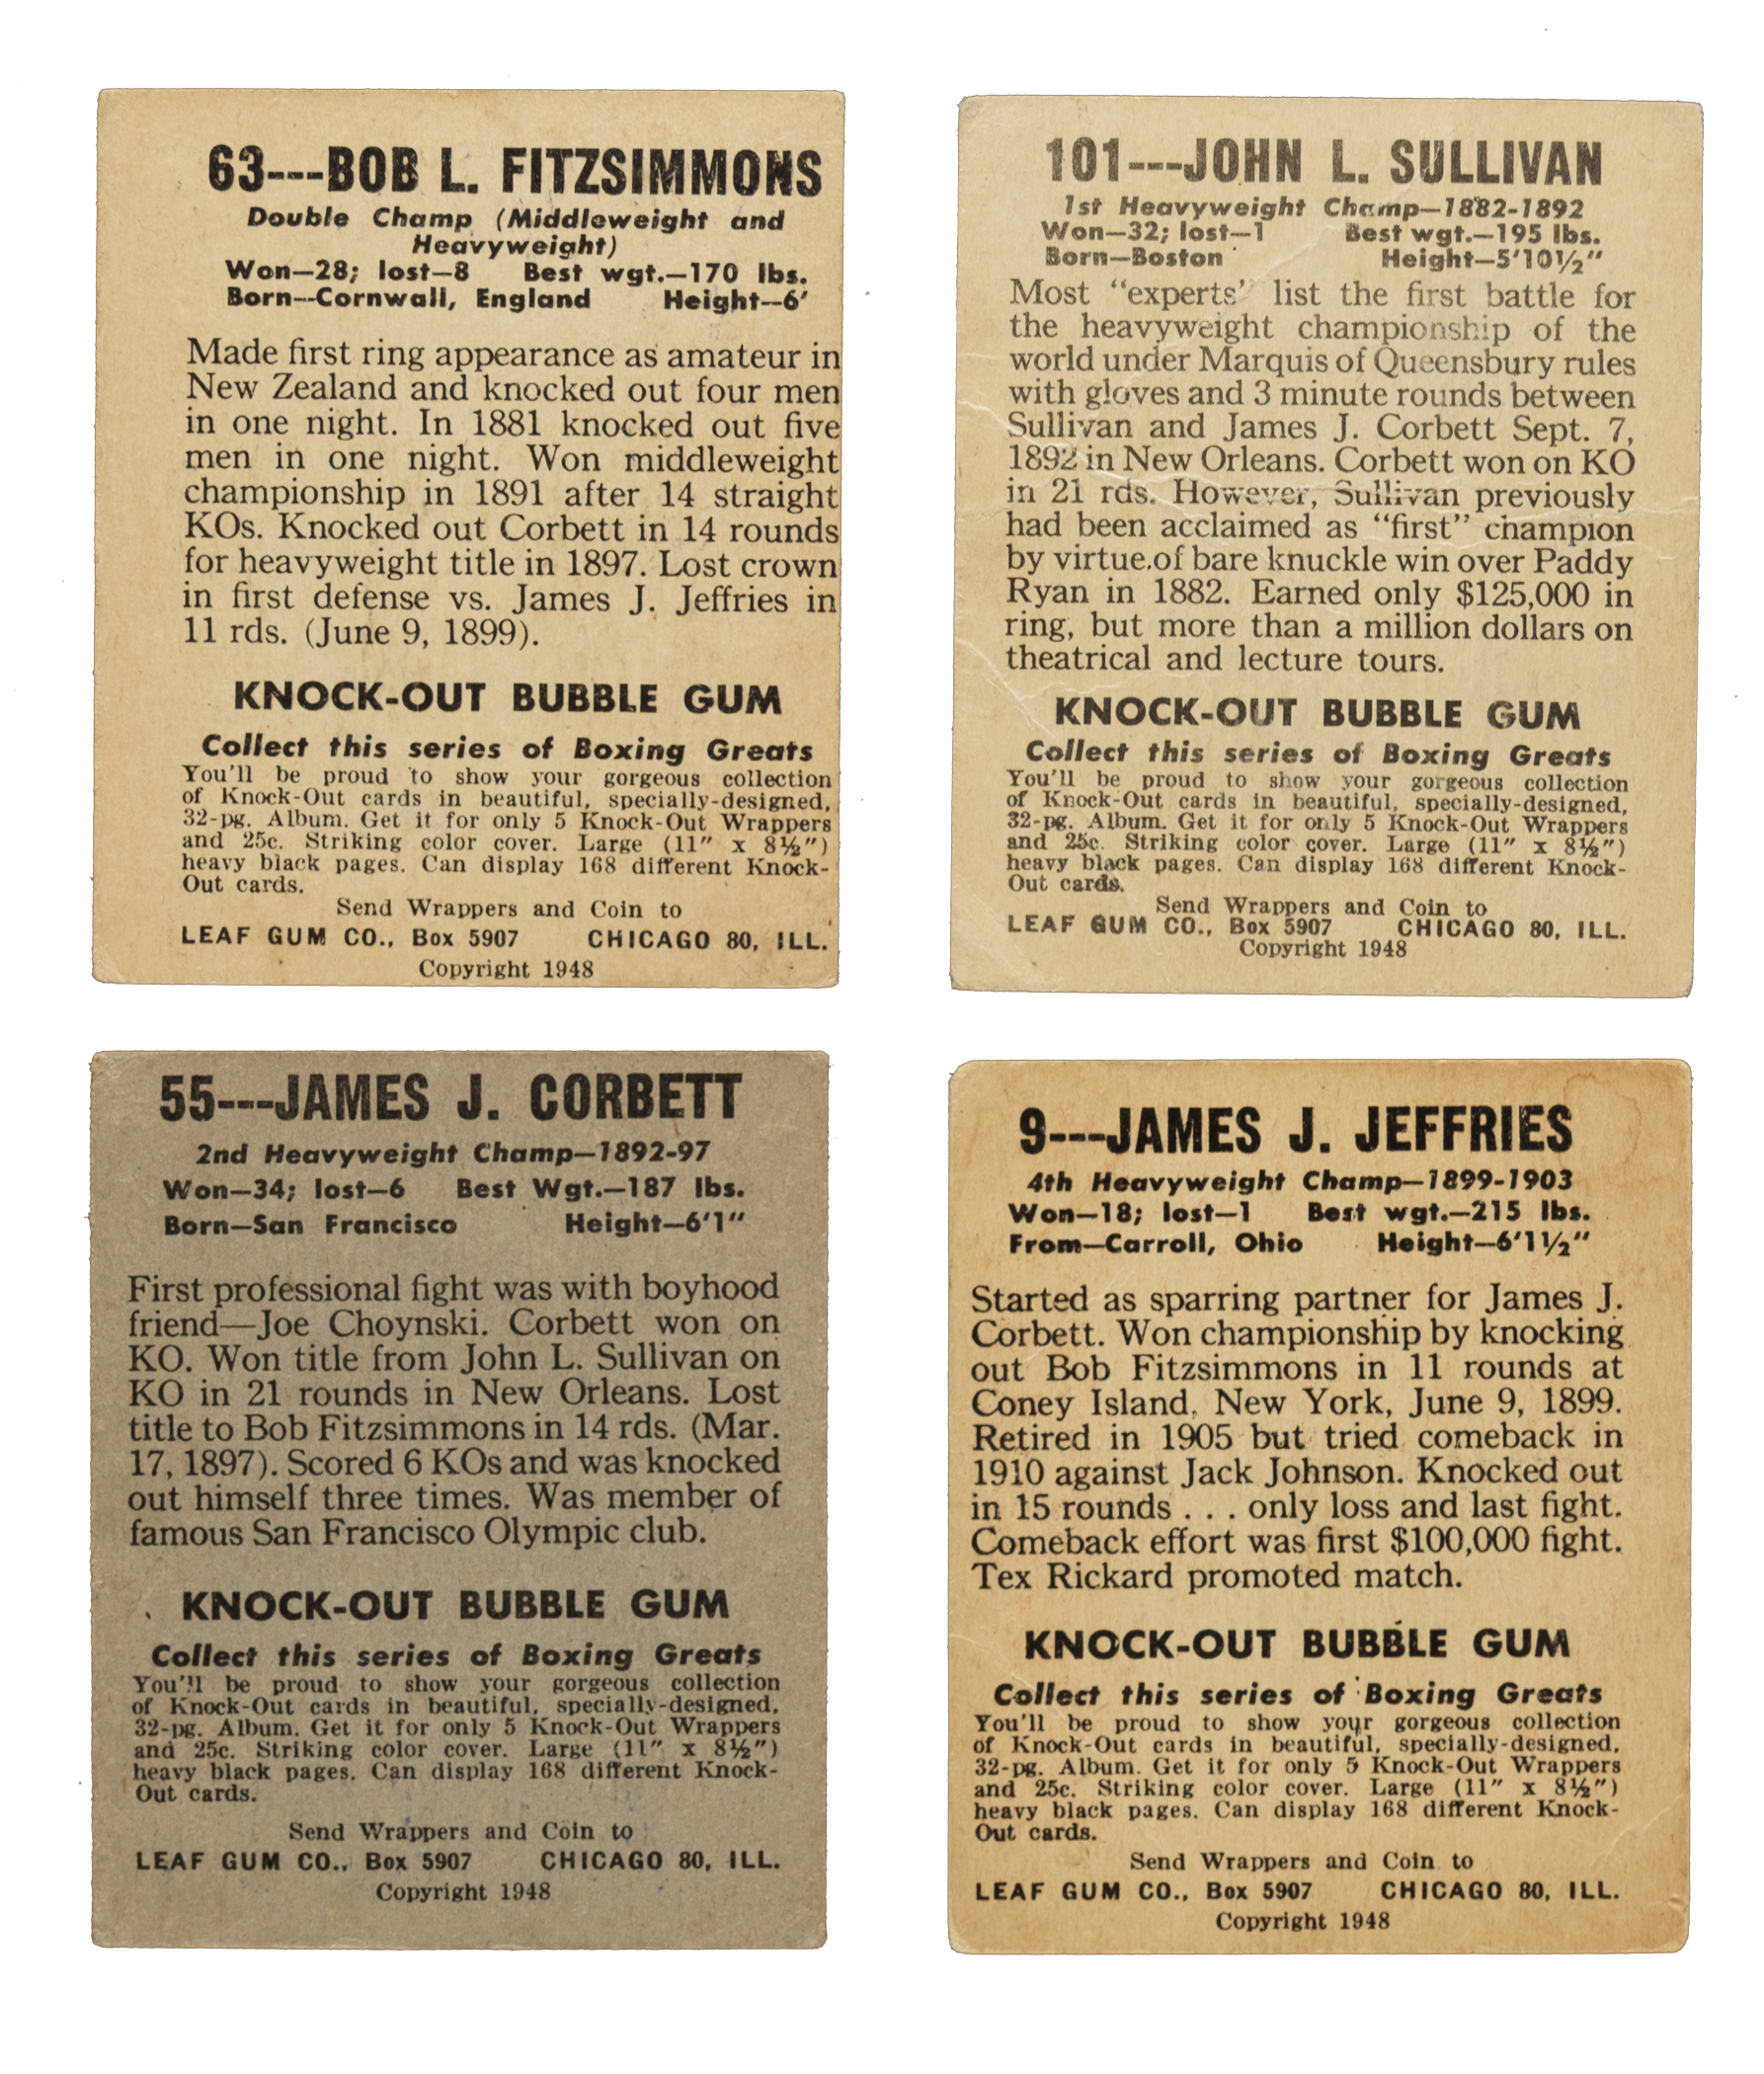 63---BOB L. FITZSIMMONS
Double Champ (Middleweight and
Heavyweight)
Won—28; lost—8 Best wgt.—170 lbs.
Born—Cornwall, England Height—6'
Made first ring appearance as amateur in
New Zealand and knocked out four men
in one night. In 1881 knocked out five
men in one night. Won middleweight
championship in 1891 after 14 straight
KOs. Knocked out Corbett in 14 rounds
for heavyweight title in 1897. Lost crown
in first defense vs. James J. Jeffries in
11 rds. (June 9, 1899).
KNOCK-OUT BUBBLE GUM
Collect this series of Boxing Greats
You'll be proud to show your gorgeous collection
of Knock-Out cards in beautiful, specially-designed,
32-pg. Album. Get it for only 5 Knock-Out Wrappers
and 25c. Striking color cover. Large (11" x 8½")
heavy black pages. Can display 168 different Knock-
Out cards.
Send Wrappers and Coin to
LEAF GUM CO., Box 5907 CHICAGO 80, ILL.
Copyright 1948
101---JOHN L. SULLIVAN
1st Heavyweight Champ—1882-1892
Won—32; lost—1 Best wgt.—195 lbs.
Born—Boston Height—5'10½"
Most "experts" list the first battle for
the heavyweight championship of the
world under Marquis of Queensbury rules
with gloves and 3 minute rounds between
Sullivan and James J. Corbett Sept. 7,
1892 in New Orleans. Corbett won on KO
in 21 rds. However, Sullivan previously
had been acclaimed as "first" champion
by virtue of bare knuckle win over Paddy
Ryan in 1882. Earned only $125,000 in
ring, but more than a million dollars on
theatrical and lecture tours.
KNOCK-OUT BUBBLE GUM
Collect this series of Boxing Greats
You'll be proud to show your gorgeous collection
of Knock-Out cards in beautiful, specially-designed,
32-pg. Album. Get it for only 5 Knock-Out Wrappers
and 25c. Striking color cover. Large (11" x 8½")
heavy black pages. Can display 168 different Knock-
Out cards.
Send Wrappers and Coin to
LEAF GUM CO., Box 5907 CHICAGO 80, ILL.
Copyright 1948
55---JAMES J. CORBETT
2nd Heavyweight Champ—1892-97
Won—34; lost—6 Best Wgt.—187 lbs.
Born—San Francisco Height—6'1"
First professional fight was with boyhood
friend—Joe Choynski. Corbett won on
KO. Won title from John L. Sullivan on
KO in 21 rounds in New Orleans. Lost
title to Bob Fitzsimmons in 14 rds. (Mar.
17, 1897). Scored 6 KOs and was knocked
out himself three times. Was member of
famous San Francisco Olympic club.
KNOCK-OUT BUBBLE GUM
Collect this series of Boxing Greats
You'll be proud to show your gorgeous collection
of Knock-Out cards in beautiful, specially-designed,
32-pg. Album. Get it for only 5 Knock-Out Wrappers
and 25c. Striking color cover. Large (11" x 8½")
heavy black pages. Can display 168 different Knock-
Out cards.
Send Wrappers and Coin to
LEAF GUM CO., Box 5907 CHICAGO 80, ILL.
Copyright 1948
9---JAMES J. JEFFRIES
4th Heavyweight Champ—1899-1903
Won—18; lost—1 Best wgt.—215 lbs.
From—Carroll, Ohio Height—6'1½"
Started as sparring partner for James J.
Corbett. Won championship by knocking
out Bob Fitzsimmons in 11 rounds at
Coney Island, New York, June 9, 1899.
Retired in 1905 but tried comeback in
1910 against Jack Johnson. Knocked out
in 15 rounds . . . only loss and last fight.
Comeback effort was first $100,000 fight.
Tex Rickard promoted match.
KNOCK-OUT BUBBLE GUM
Collect this series of Boxing Greats
You'll be proud to show your gorgeous collection
of Knock-Out cards in beautiful, specially-designed,
32-pg. Album. Get it for only 5 Knock-Out Wrappers
and 25c. Striking color cover. Large (11" x 8½")
heavy black pages. Can display 168 different Knock-
Out cards.
Send Wrappers and Coin to
LEAF GUM CO., Box 5907 CHICAGO 80, ILL.
Copyright 1948